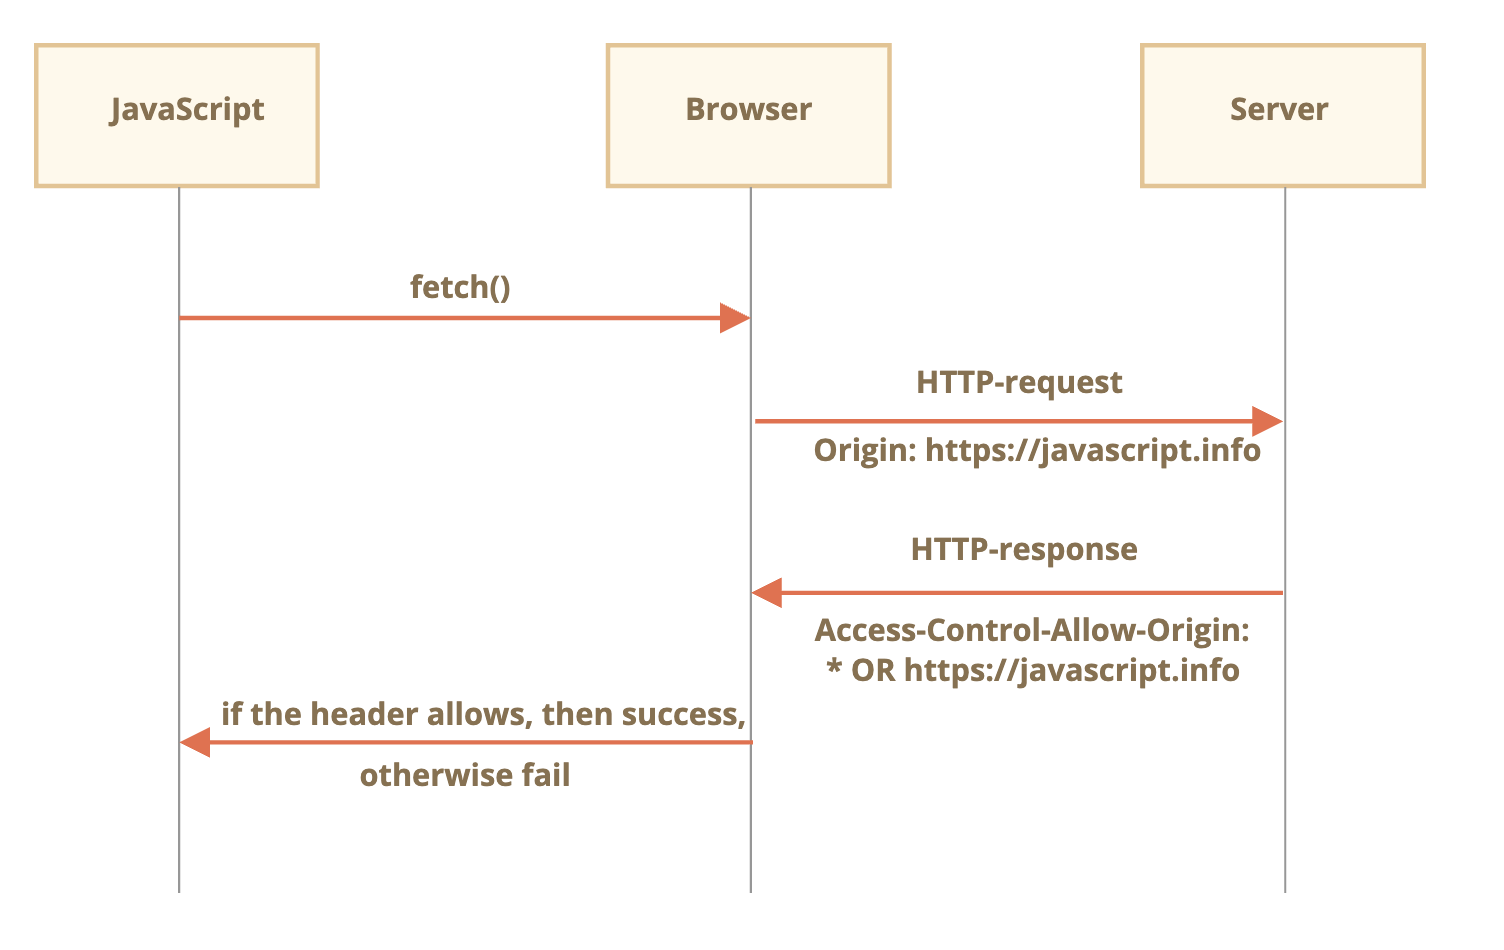 JavaScript
Browser
Server
fetch()
HTTP-request
Origin: https://javascript.info
HTTP-response
Access-Control-Allow-Origin:
* OR https://javascript.info
if the header allows, then success,
otherwise fail